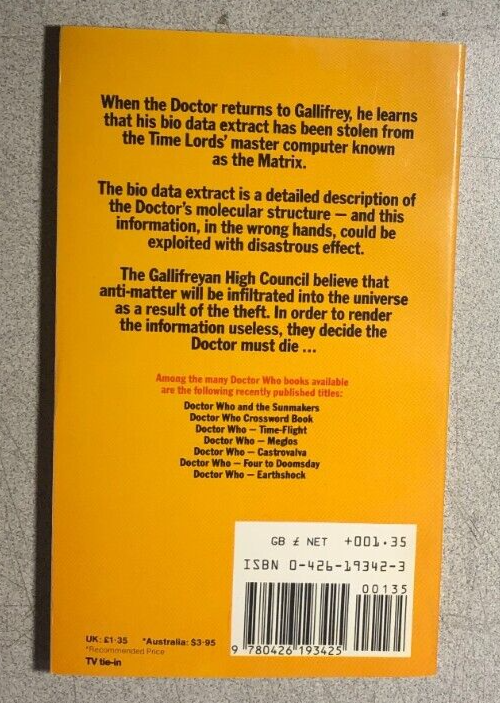 When the Doctor returns to Gallifrey, he learns
that his bio data extract has been stolen from
the Time Lords' master computer known
as the Matrix.
The bio data extract is a detailed description of
the Doctor's molecular structure — and this
information, in the wrong hands, could be
exploited with disastrous effect.
The Gallifreyan High Council believe that
anti-matter will be infiltrated into the universe
as a result of the theft. In order to render
the information useless, they decide the
Doctor must die ...
Among the many Doctor Who books available
are the following recently published titles:
Doctor Who and the Sunmakers
Doctor Who Crossword Book
Doctor Who — Time-Flight
Doctor Who — Meglos
Doctor Who — Castrovalva
Doctor Who — Four to Doomsday
Doctor Who — Earthshock
GB £ NET +001.35
ISBN 0-426-19342-3
00135
9 780426 193425
UK: £1·35 *Australia: $3·95
*Recommended Price
TV tie-in